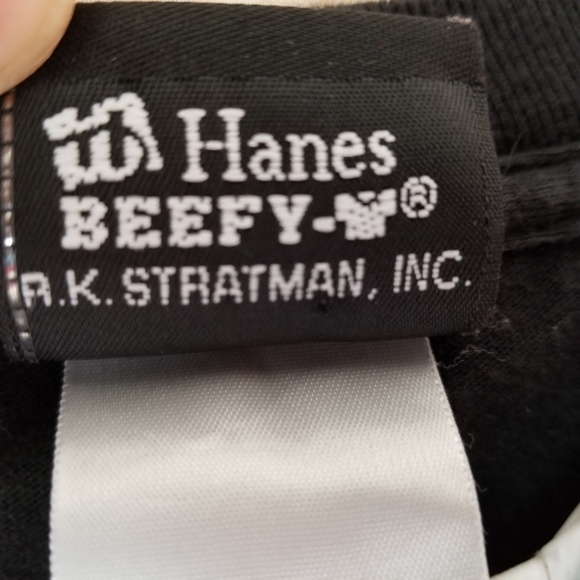 Hanes
BEEFY-T®
R.K. STRATMAN, INC.